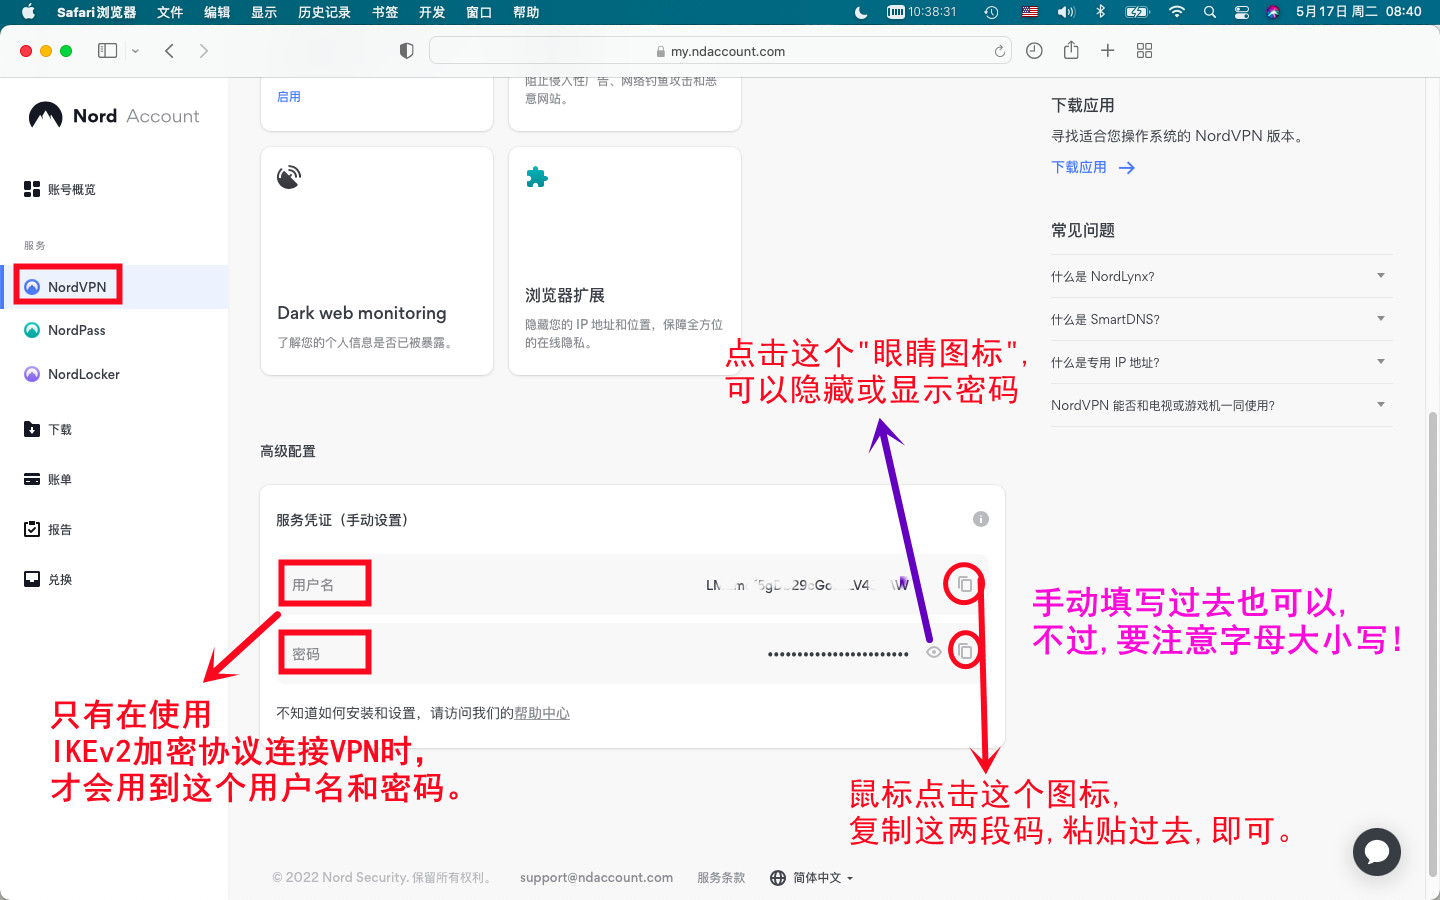 Safari浏览器 文件 编辑 显示 历史记录 书签 开发 窗口 帮助 10:38:31 5月17日 周二 08:40
my.ndaccount.com
Nord Account
账号概览
服务
NordVPN
NordPass
NordLocker
下载
账单
报告
兑换
启用
阻止侵入性广告、网络钓鱼攻击和恶
意网站。
Dark web monitoring
了解您的个人信息是否已被暴露。
浏览器扩展
隐藏您的 IP 地址和位置，保障全方位
的在线隐私。
下载应用
寻找适合您操作系统的 NordVPN 版本。
下载应用
常见问题
什么是 NordLynx?
什么是 SmartDNS?
什么是专用 IP 地址?
NordVPN 能否和电视或游戏机一同使用?
点击这个"眼睛图标",
可以隐藏或显示密码
高级配置
服务凭证（手动设置）
用户名
密码
••••••••••••••••••••••••
不知道如何安装和设置，请访问我们的帮助中心
手动填写过去也可以,
不过,要注意字母大小写!
只有在使用
IKEv2加密协议连接VPN时,
才会用到这个用户名和密码。
鼠标点击这个图标,
复制这两段码,粘贴过去,即可。
© 2022 Nord Security. 保留所有权利。 support@ndaccount.com 服务条款 简体中文